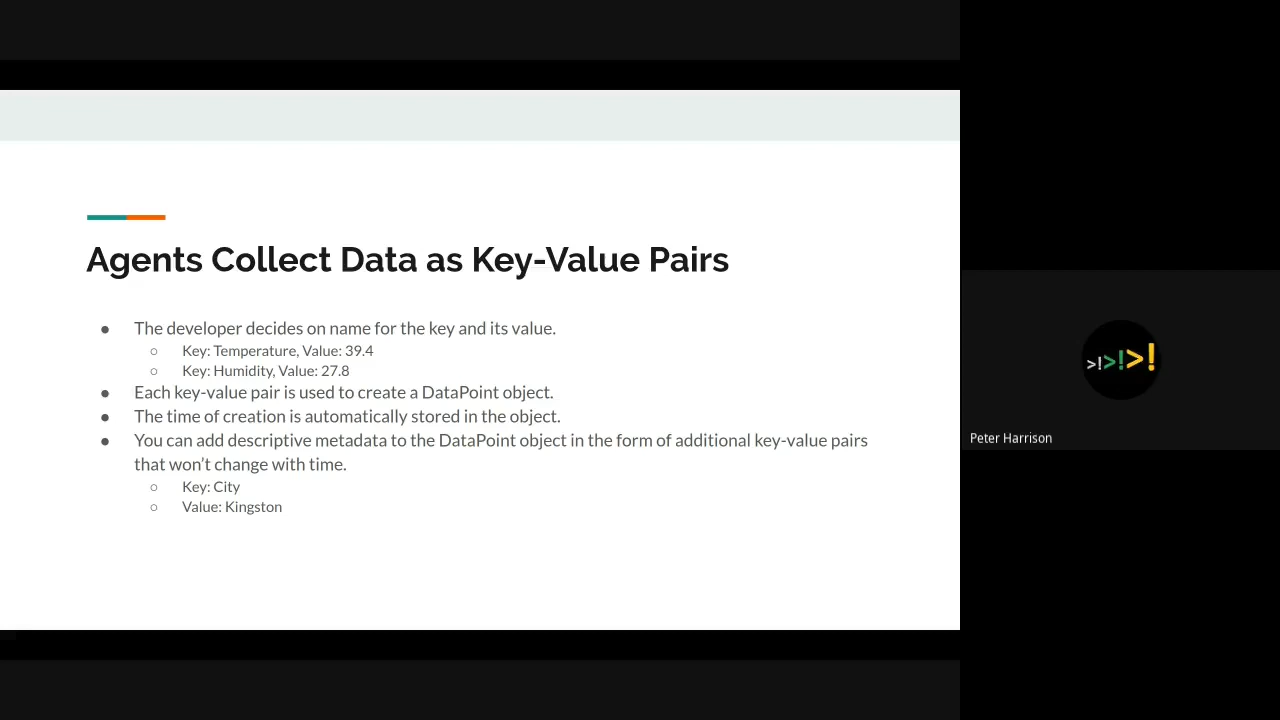 Agents Collect Data as Key-Value Pairs
● The developer decides on name for the key and its value.
○ Key: Temperature, Value: 39.4
○ Key: Humidity, Value: 27.8
● Each key-value pair is used to create a DataPoint object.
● The time of creation is automatically stored in the object.
● You can add descriptive metadata to the DataPoint object in the form of additional key-value pairs
that won’t change with time.
○ Key: City
○ Value: Kingston
>!>!>!
Peter Harrison